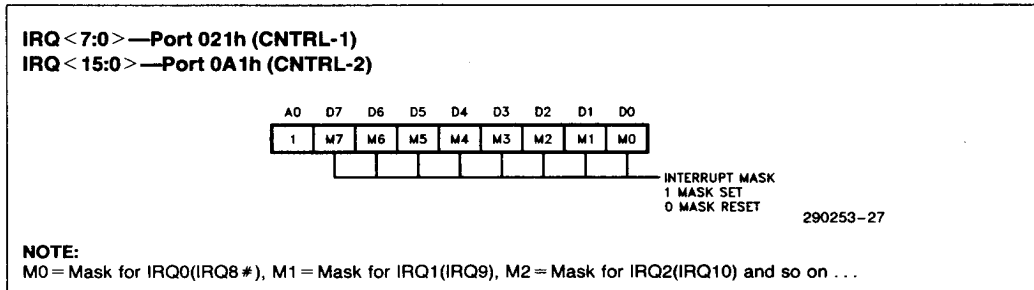 IRQ<7:0>—Port 021h (CNTRL-1)
IRQ<15:0>—Port 0A1h (CNTRL-2)
A0 D7 D6 D5 D4 D3 D2 D1 D0
1 M7 M6 M5 M4 M3 M2 M1 M0
INTERRUPT MASK
1 MASK SET
0 MASK RESET
290253-27
NOTE:
M0=Mask for IRQ0(IRQ8#), M1=Mask for IRQ1(IRQ9), M2=Mask for IRQ2(IRQ10) and so on ...